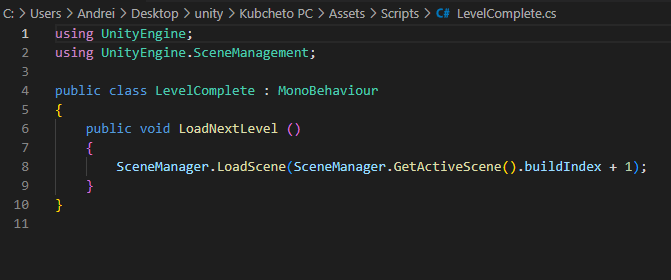 C: > Users > Andrei > Desktop > unity > Kubcheto PC > Assets > Scripts > C# LevelComplete.cs
1 using UnityEngine;
2 using UnityEngine.SceneManagement;
3
4 public class LevelComplete : MonoBehaviour
5 {
6 public void LoadNextLevel ()
7 {
8 SceneManager.LoadScene(SceneManager.GetActiveScene().buildIndex + 1);
9 }
10 }
11